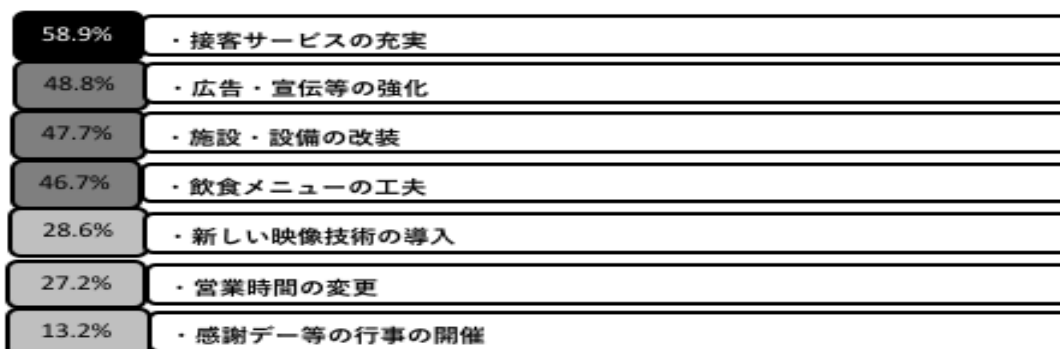 58.9% ・接客サービスの充実
48.8% ・広告・宣伝等の強化
47.7% ・施設・設備の改装
46.7% ・飲食メニューの工夫
28.6% ・新しい映像技術の導入
27.2% ・営業時間の変更
13.2% ・感謝デー等の行事の開催